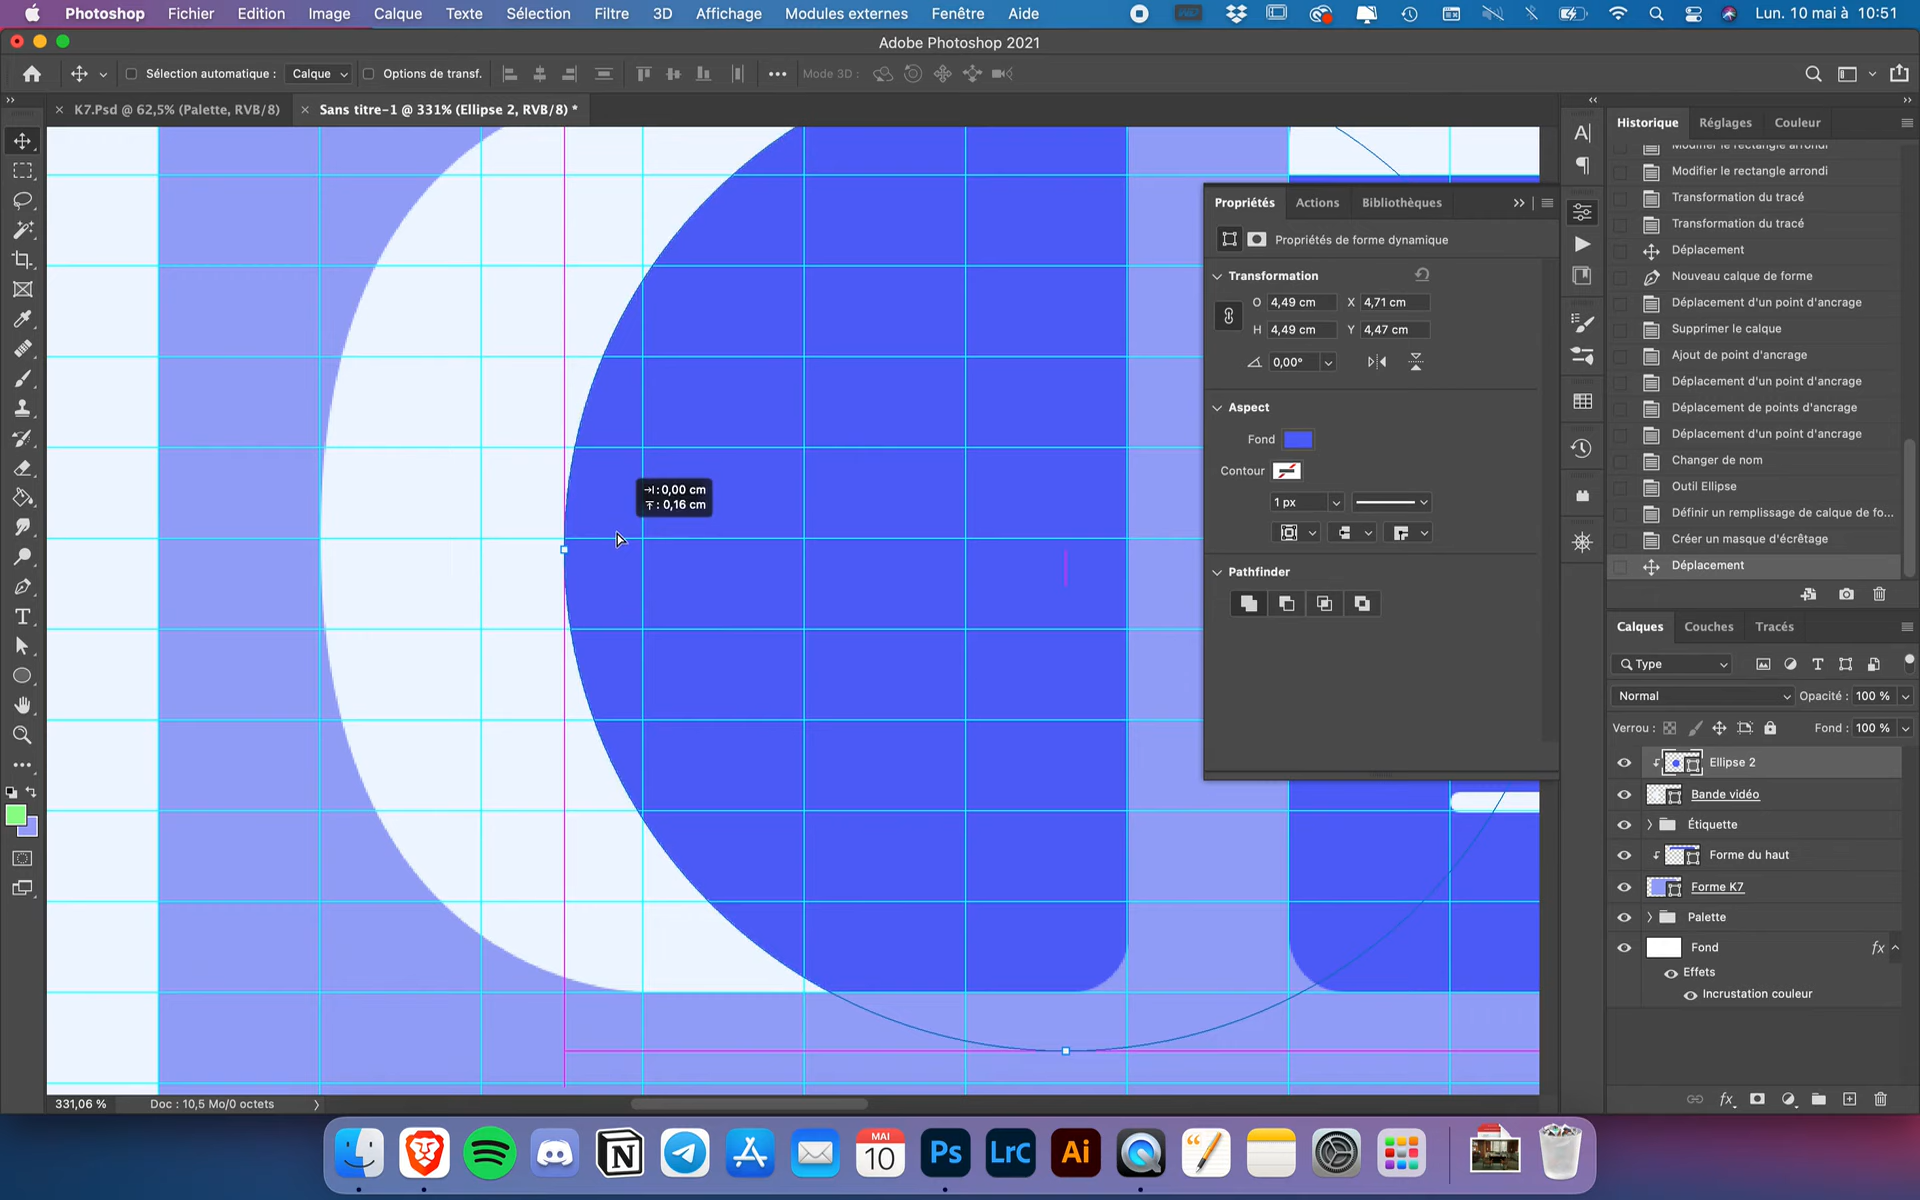 Photoshop Fichier Edition Image Calque Texte Sélection Filtre 3D Affichage Modules externes Fenêtre Aide Lun. 10 mai à 10:51
Adobe Photoshop 2021
Sélection automatique : Calque Options de transf. Mode 3D :
K7.Psd @ 62,5% (Palette, RVB/8) Sans titre-1 @ 331% (Ellipse 2, RVB/8) *
Historique Réglages Couleur
Modifier le rectangle arrondi
Modifier le rectangle arrondi
Transformation du tracé
Transformation du tracé
Déplacement
Nouveau calque de forme
Déplacement d'un point d'ancrage
Supprimer le calque
Ajout de point d'ancrage
Déplacement d'un point d'ancrage
Déplacement de points d'ancrage
Déplacement d'un point d'ancrage
Changer de nom
Outil Ellipse
Définir un remplissage de calque de fo...
Créer un masque d'écrêtage
Déplacement
Propriétés Actions Bibliothèques
Propriétés de forme dynamique
Transformation
O 4,49 cm X 4,71 cm
H 4,49 cm Y 4,47 cm
0,00°
Aspect
Fond
Contour
1 px
Pathfinder
: 0,00 cm
: 0,16 cm
Calques Couches Tracés
Type
Normal Opacité : 100 %
Verrou : Fond : 100 %
Ellipse 2
Bande vidéo
Étiquette
Forme du haut
Forme K7
Palette
Fond fx
Effets
Incrustation couleur
fx
331,06 % Doc : 10,5 Mo/0 octets
MAI
10
Ps LrC Ai